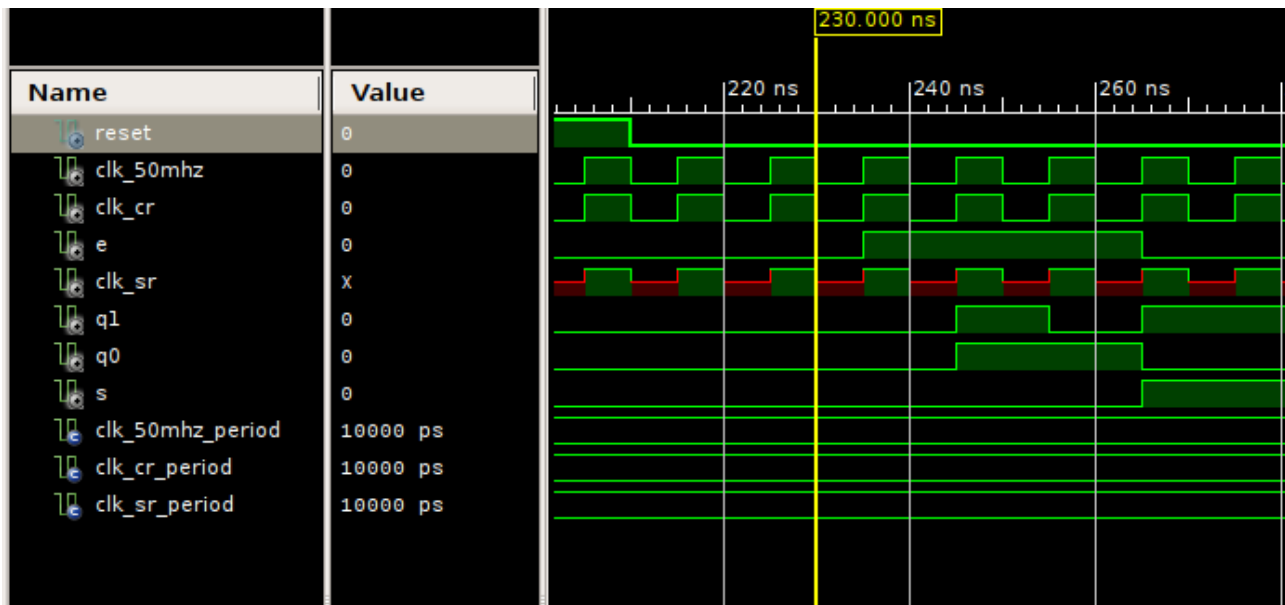 230.000 ns
Name Value
220 ns 240 ns 260 ns
reset 0
clk_50mhz 0
clk_cr 0
e 0
clk_sr X
q1 0
q0 0
s 0
clk_50mhz_period 10000 ps
clk_cr_period 10000 ps
clk_sr_period 10000 ps